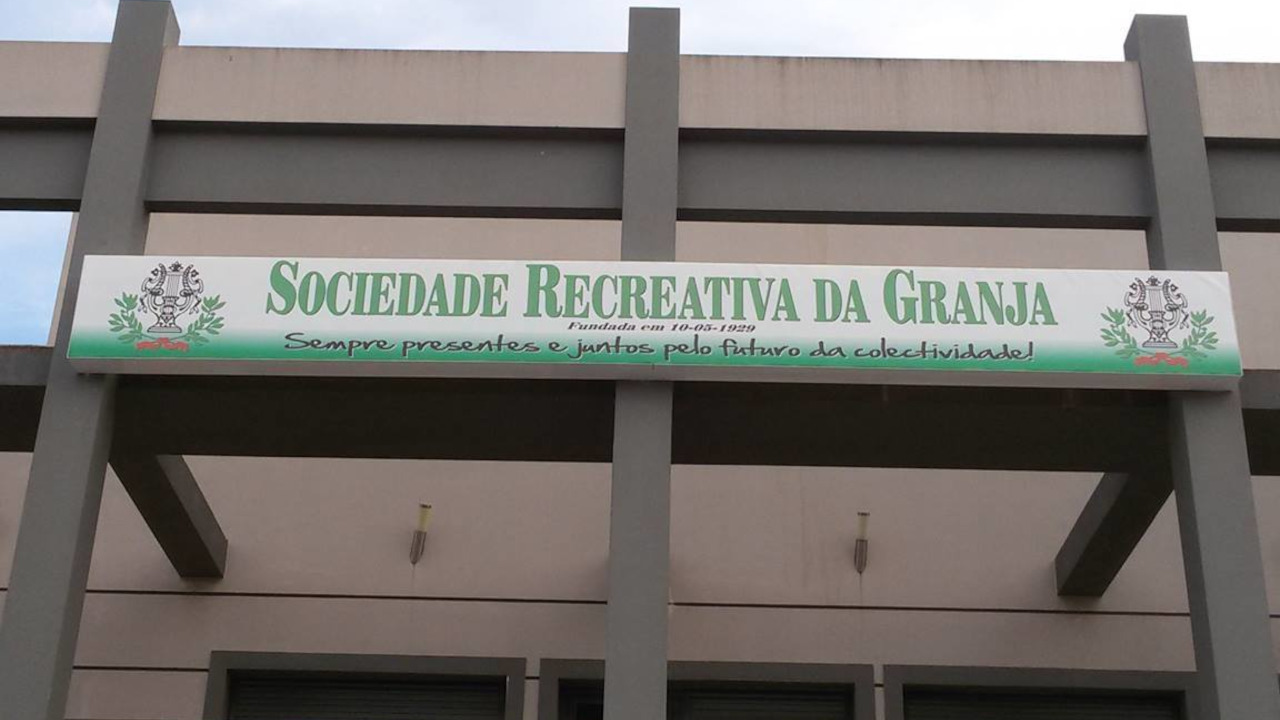 SOCIEDADE RECREATIVA DA GRANJA
Fundada em 10-05-1929
Sempre presentes e juntos pelo futuro da colectividade!